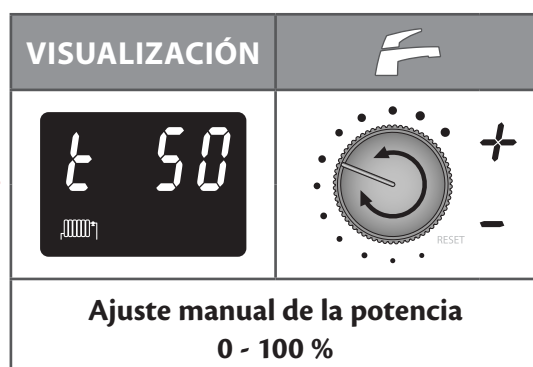 VISUALIZACIÓN
t 50
+
RESET
-
Ajuste manual de la potencia
0 - 100 %